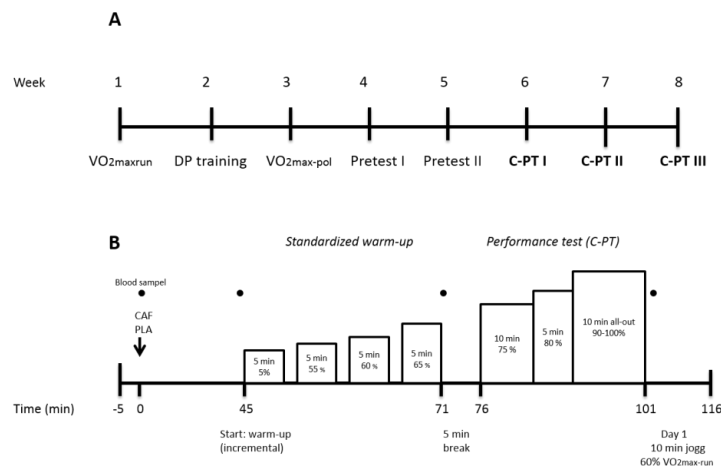 A
Week 1 2 3 4 5 6 7 8
VO2maxrun DP training VO2max-pol Pretest I Pretest II C-PT I C-PT II C-PT III
B
Standardized warm-up Performance test (C-PT)
Blood sampel
CAF
PLA
5 min
5%
5 min
55 %
5 min
60 %
5 min
65 %
10 min
75 %
5 min
80 %
10 min all-out
90-100%
Time (min) -5 0 45 71 76 101 116
Start: warm-up
(incremental)
5 min
break
Day 1
10 min jogg
60% VO2max-run